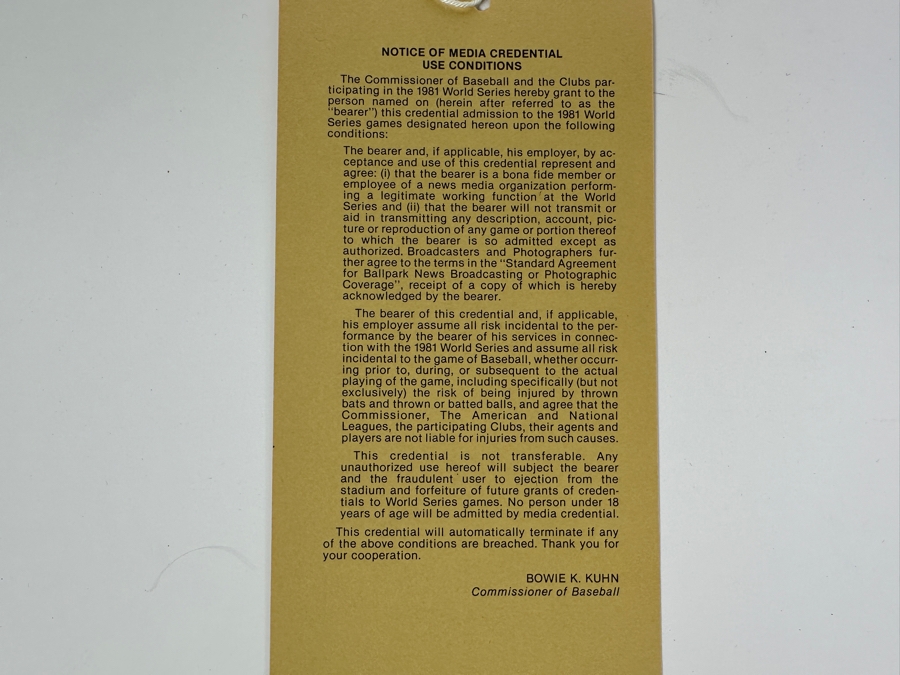 NOTICE OF MEDIA CREDENTIAL
USE CONDITIONS
The Commissioner of Baseball and the Clubs par-
ticipating in the 1981 World Series hereby grant to the
person named on (herein after referred to as the
"bearer") this credential admission to the 1981 World
Series games designated hereon upon the following
conditions:
The bearer and, if applicable, his employer, by ac-
ceptance and use of this credential represent and
agree: (i) that the bearer is a bona fide member or
employee of a news media organization perform-
ing a legitimate working function at the World
Series and (ii) that the bearer will not transmit or
aid in transmitting any description, account, pic-
ture or reproduction of any game or portion thereof
to which the bearer is so admitted except as
authorized. Broadcasters and Photographers fur-
ther agree to the terms in the "Standard Agreement
for Ballpark News Broadcasting or Photographic
Coverage", receipt of a copy of which is hereby
acknowledged by the bearer.
The bearer of this credential and, if applicable,
his employer assume all risk incidental to the per-
formance by the bearer of his services in connec-
tion with the 1981 World Series and assume all risk
incidental to the game of Baseball, whether occurr-
ing prior to, during, or subsequent to the actual
playing of the game, including specifically (but not
exclusively) the risk of being injured by thrown
bats and thrown or batted balls, and agree that the
Commissioner, The American and National
Leagues, the participating Clubs, their agents and
players are not liable for injuries from such causes.
This credential is not transferable. Any
unauthorized use hereof will subject the bearer
and the fraudulent user to ejection from the
stadium and forfeiture of future grants of creden-
tials to World Series games. No person under 18
years of age will be admitted by media credential.
This credential will automatically terminate if any
of the above conditions are breached. Thank you for
your cooperation.
BOWIE K. KUHN
Commissioner of Baseball